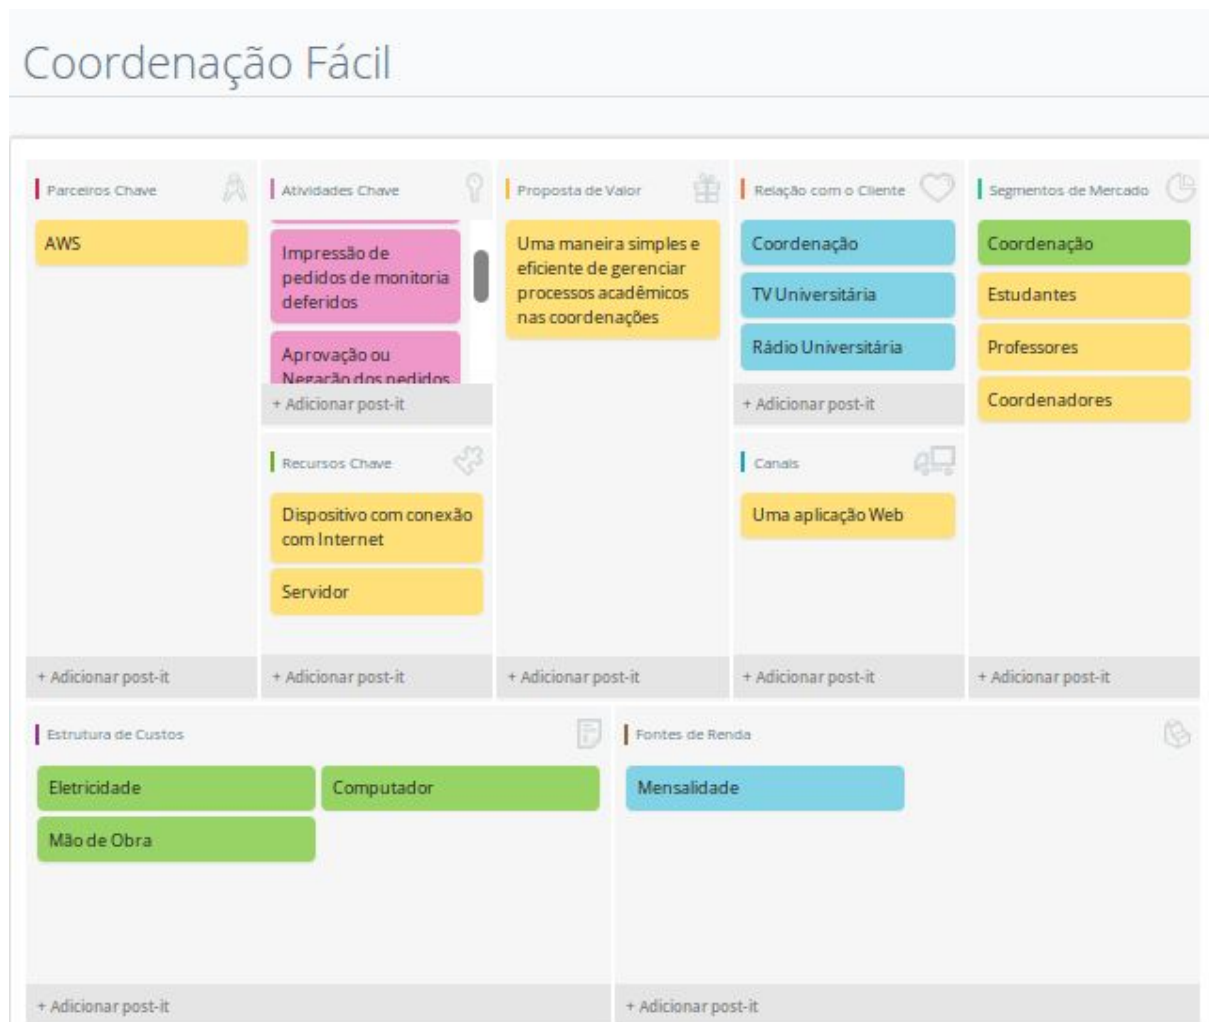 Coordenação Fácil
Parceiros Chave
AWS
+ Adicionar post-it
Atividades Chave
Impressão de
pedidos de monitoria
deferidos
Aprovação ou
Negação dos pedidos
+ Adicionar post-it
Recursos Chave
Dispositivo com conexão
com Internet
Servidor
+ Adicionar post-it
Proposta de Valor
Uma maneira simples e
eficiente de gerenciar
processos acadêmicos
nas coordenações
+ Adicionar post-it
Relação com o Cliente
Coordenação
TV Universitária
Rádio Universitária
+ Adicionar post-it
Canais
Uma aplicação Web
+ Adicionar post-it
Segmentos de Mercado
Coordenação
Estudantes
Professores
Coordenadores
+ Adicionar post-it
Estrutura de Custos
Eletricidade
Computador
Mão de Obra
+ Adicionar post-it
Fontes de Renda
Mensalidade
+ Adicionar post-it